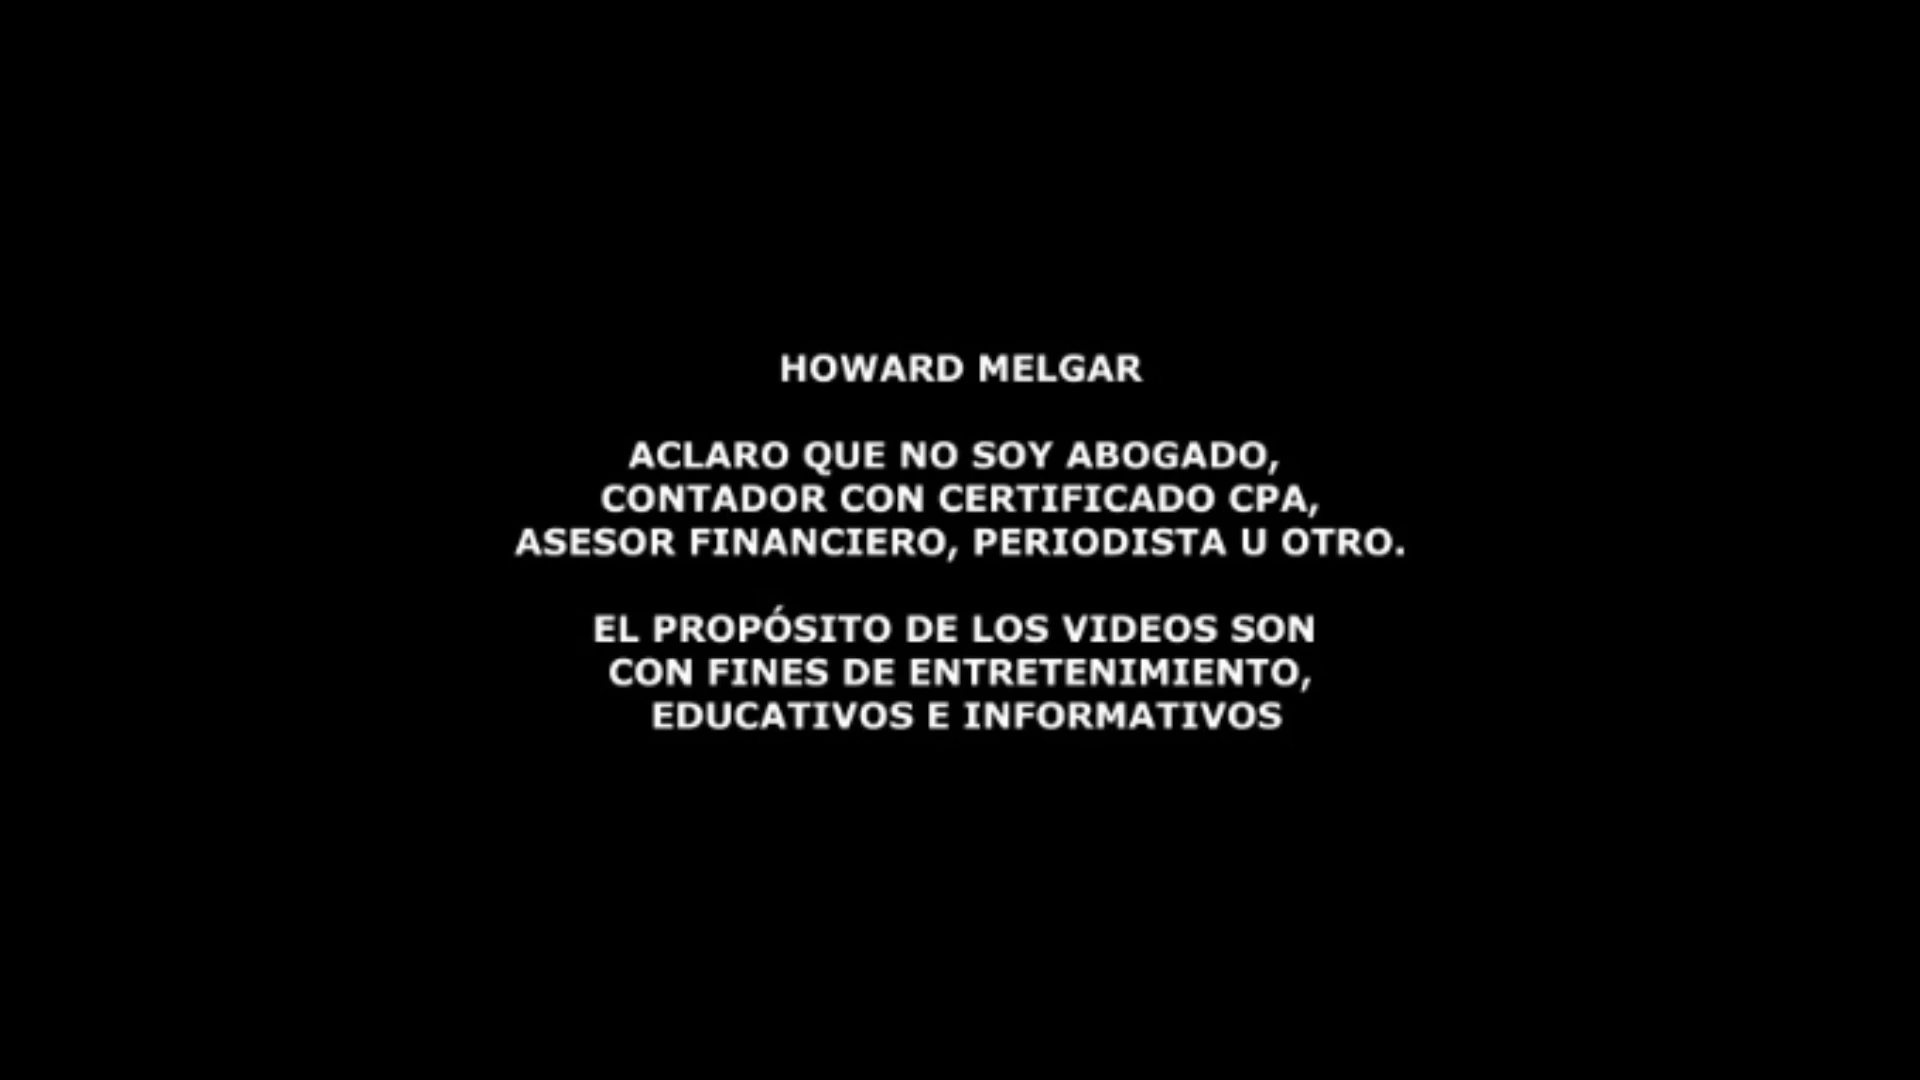 HOWARD MELGAR
ACLARO QUE NO SOY ABOGADO,
CONTADOR CON CERTIFICADO CPA,
ASESOR FINANCIERO, PERIODISTA U OTRO.
EL PROPÓSITO DE LOS VIDEOS SON
CON FINES DE ENTRETENIMIENTO,
EDUCATIVOS E INFORMATIVOS